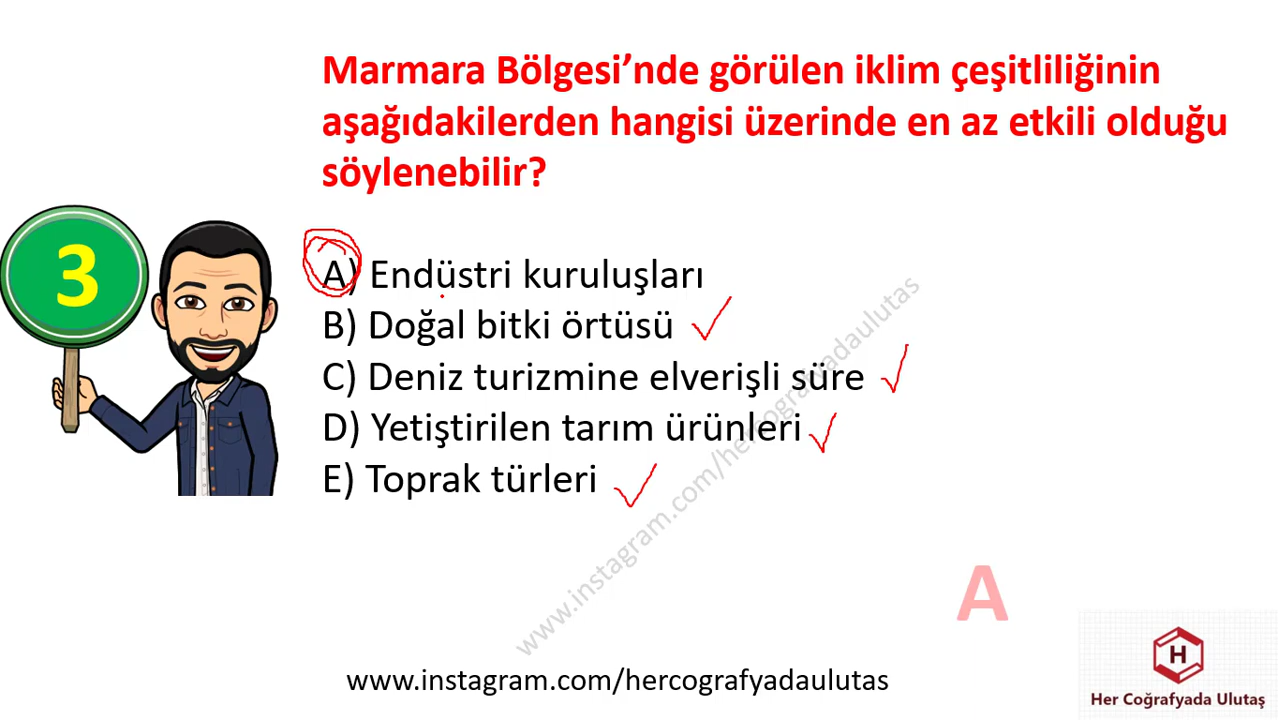 Marmara Bölgesi’nde görülen iklim çeşitliliğinin
aşağıdakilerden hangisi üzerinde en az etkili olduğu
söylenebilir?
3
A) Endüstri kuruluşları
B) Doğal bitki örtüsü
C) Deniz turizmine elverişli süre
D) Yetiştirilen tarım ürünleri
E) Toprak türleri
www.instagram.com/hercografyadaulutas
A
www.instagram.com/hercografyadaulutas
H
Her Coğrafyada Ulutaş